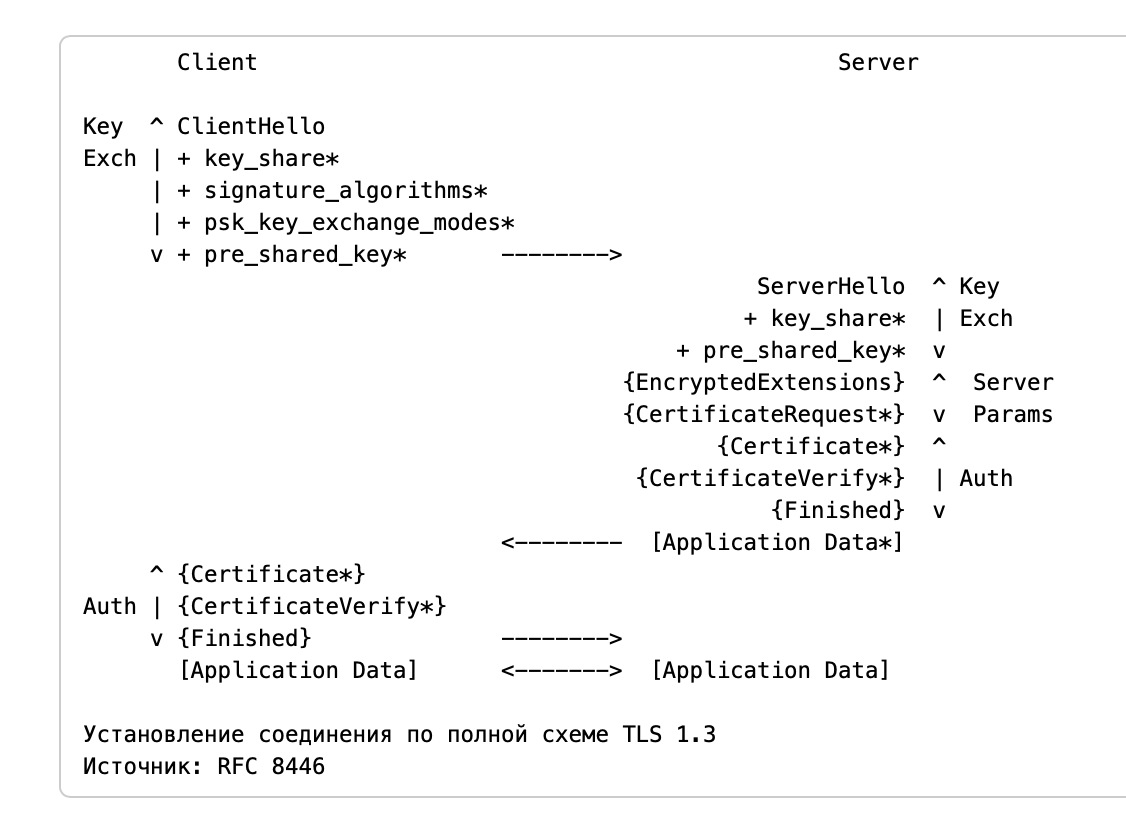 Client                                           Server

Key  ^ ClientHello
Exch | + key_share*
     | + signature_algorithms*
     | + psk_key_exchange_modes*
     v + pre_shared_key*       -------->
                                                  ServerHello  ^ Key
                                                 + key_share*  | Exch
                                            + pre_shared_key*  v
                                        {EncryptedExtensions}  ^  Server
                                        {CertificateRequest*}  v  Params
                                               {Certificate*}  ^
                                         {CertificateVerify*}  | Auth
                                                   {Finished}  v
                               <--------  [Application Data*]
     ^ {Certificate*}
Auth | {CertificateVerify*}
     v {Finished}              -------->
       [Application Data]      <------->  [Application Data]

Установление соединения по полной схеме TLS 1.3
Источник: RFC 8446